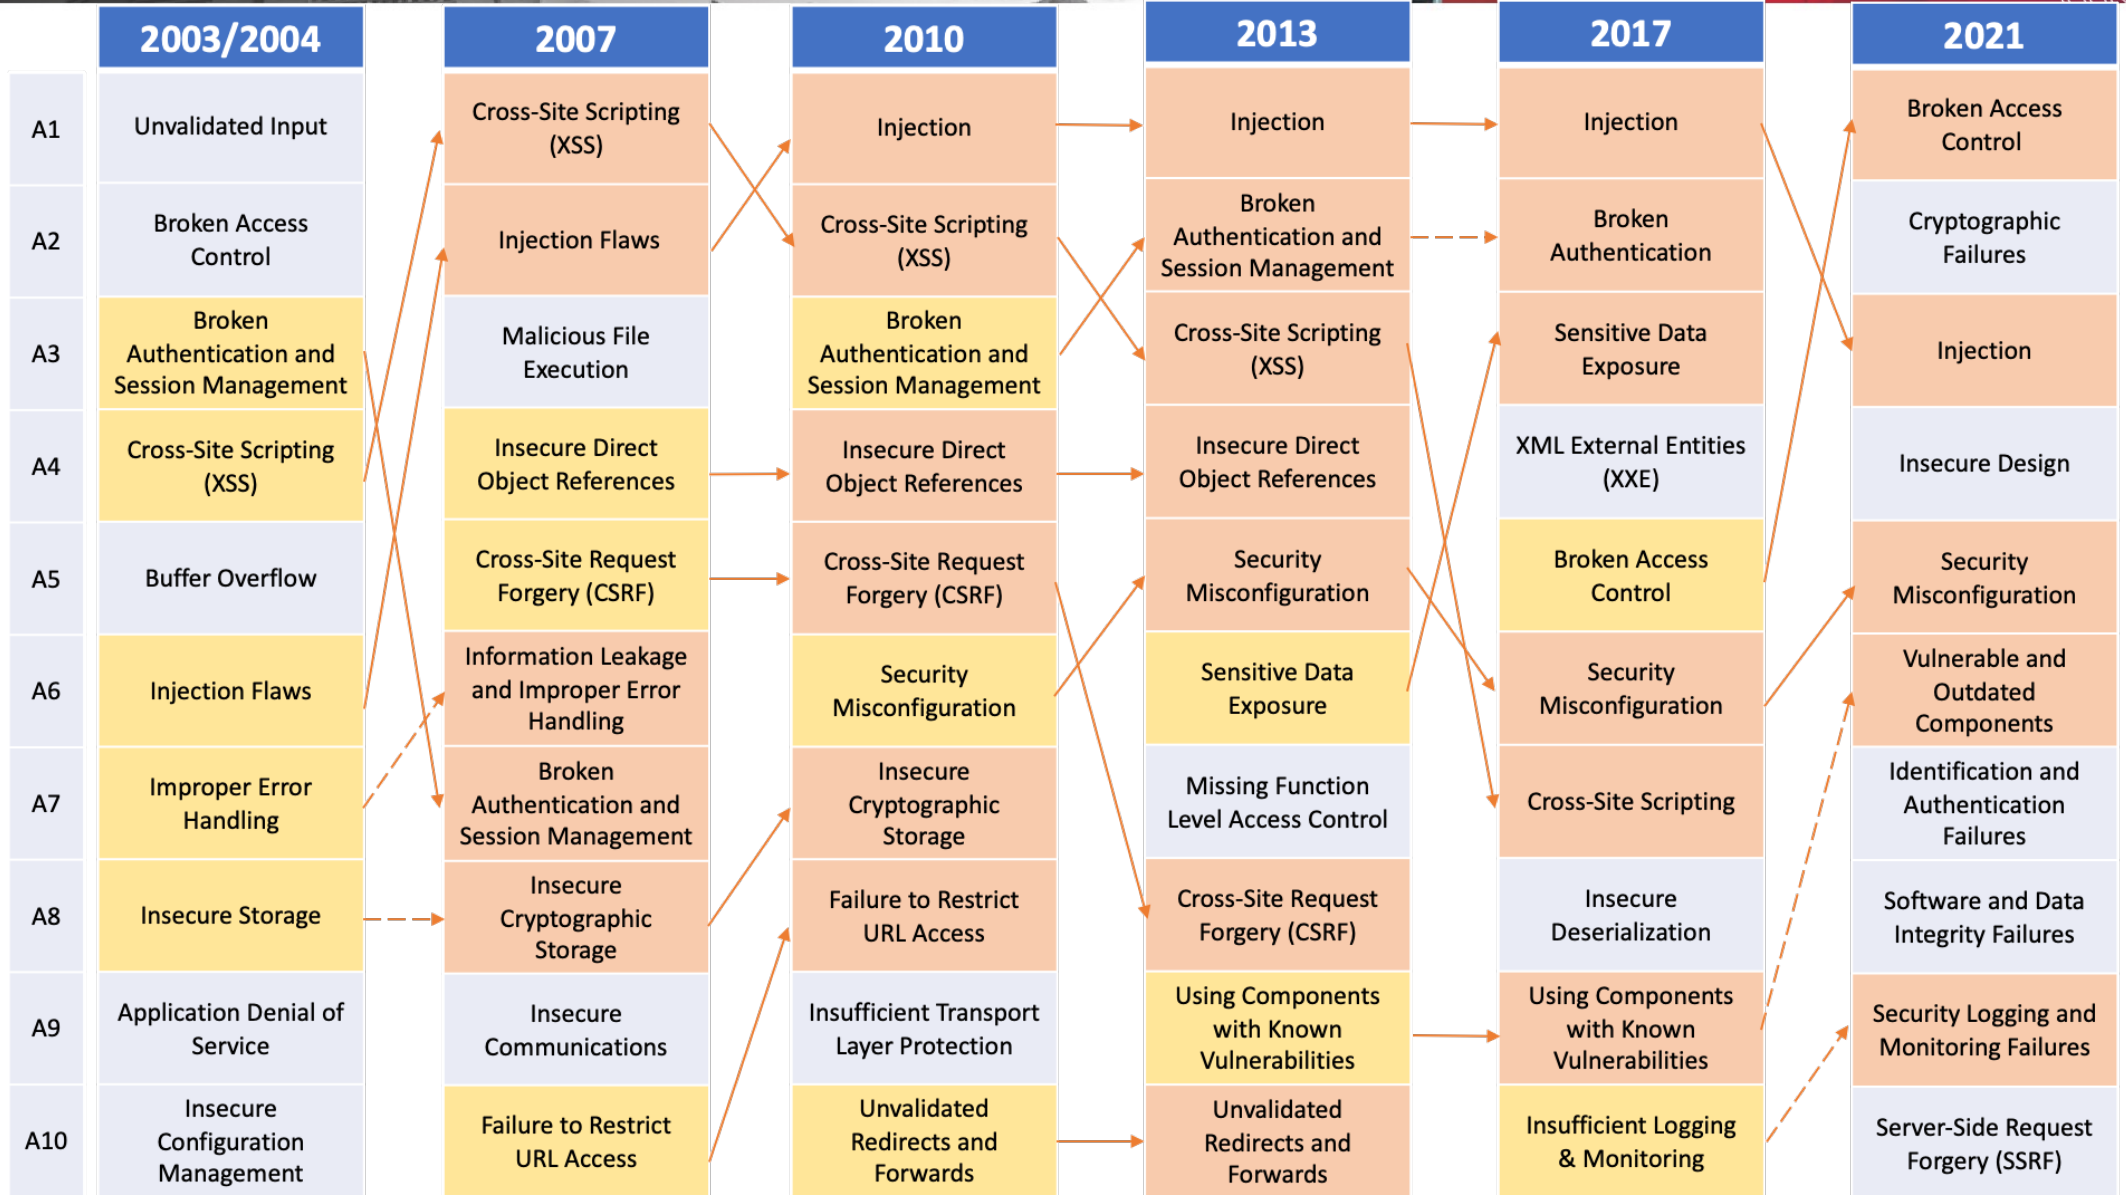 2003/2004
2007
2010
2013
2017
2021
A1
Unvalidated Input
Cross-Site Scripting
(XSS)
Injection
Injection
Injection
Broken Access
Control
A2
Broken Access
Control
Injection Flaws
Cross-Site Scripting
(XSS)
Broken
Authentication and
Session Management
Broken
Authentication
Cryptographic
Failures
A3
Broken
Authentication and
Session Management
Malicious File
Execution
Broken
Authentication and
Session Management
Cross-Site Scripting
(XSS)
Sensitive Data
Exposure
Injection
A4
Cross-Site Scripting
(XSS)
Insecure Direct
Object References
Insecure Direct
Object References
Insecure Direct
Object References
XML External Entities
(XXE)
Insecure Design
A5
Buffer Overflow
Cross-Site Request
Forgery (CSRF)
Cross-Site Request
Forgery (CSRF)
Security
Misconfiguration
Broken Access
Control
Security
Misconfiguration
A6
Injection Flaws
Information Leakage
and Improper Error
Handling
Security
Misconfiguration
Sensitive Data
Exposure
Security
Misconfiguration
Vulnerable and
Outdated
Components
A7
Improper Error
Handling
Broken
Authentication and
Session Management
Insecure
Cryptographic
Storage
Missing Function
Level Access Control
Cross-Site Scripting
Identification and
Authentication
Failures
A8
Insecure Storage
Insecure
Cryptographic
Storage
Failure to Restrict
URL Access
Cross-Site Request
Forgery (CSRF)
Insecure
Deserialization
Software and Data
Integrity Failures
A9
Application Denial of
Service
Insecure
Communications
Insufficient Transport
Layer Protection
Using Components
with Known
Vulnerabilities
Using Components
with Known
Vulnerabilities
Security Logging and
Monitoring Failures
A10
Insecure
Configuration
Management
Failure to Restrict
URL Access
Unvalidated
Redirects and
Forwards
Unvalidated
Redirects and
Forwards
Insufficient Logging
& Monitoring
Server-Side Request
Forgery (SSRF)